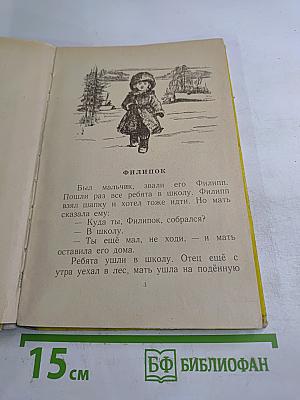 ФИЛИПОК
Был мальчик, звали его Филипп.
Пошли раз все ребята в школу. Филипп
взял шапку и хотел тоже идти. Но мать
сказала ему:
— Куда ты, Филипок, собрался?
— В школу.
— Ты ещё мал, не ходи, — и мать
оставила его дома.
Ребята ушли в школу. Отец ещё с
утра уехал в лес, мать ушла на подённую
3
15 см
БФ БИБЛИОФАН